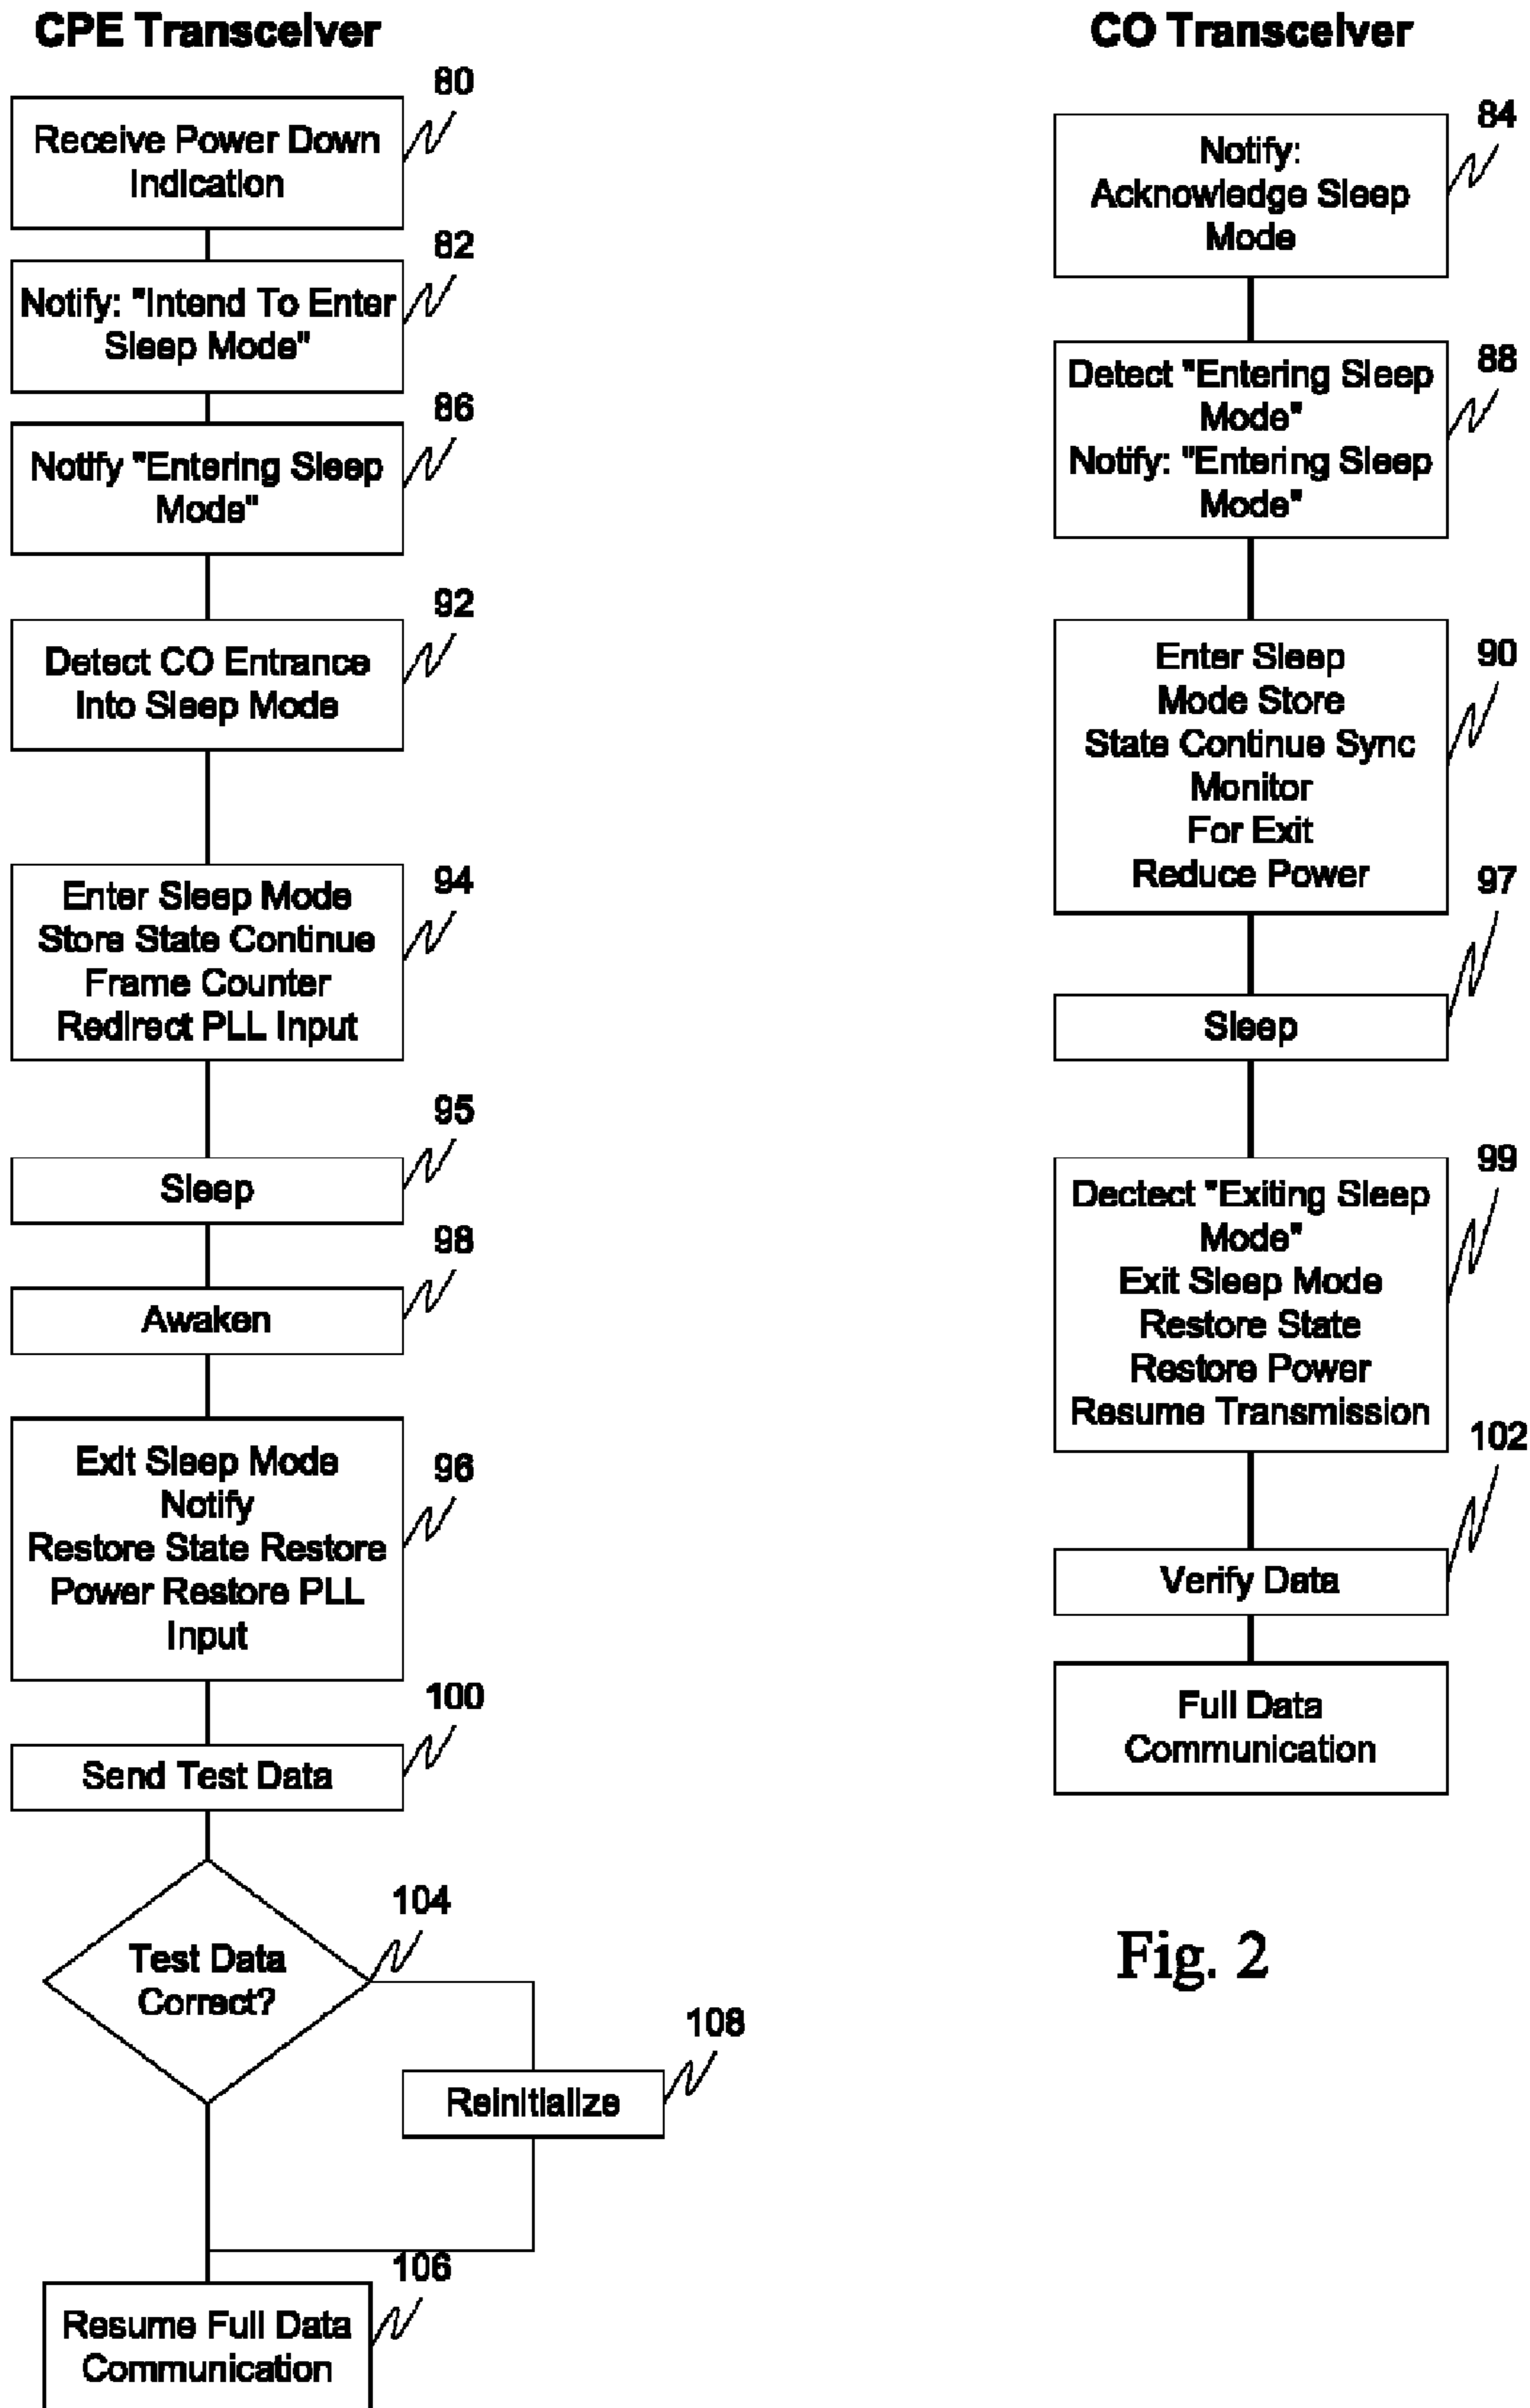 CPE Transceiver
80
Receive Power Down
Indication
82
Notify: "Intend To Enter
Sleep Mode"
86
Notify "Entering Sleep
Mode"
92
Detect CO Entrance
Into Sleep Mode
94
Enter Sleep Mode
Store State Continue
Frame Counter
Redirect PLL Input
95
Sleep
98
Awaken
96
Exit Sleep Mode
Notify
Restore State Restore
Power Restore PLL
Input
100
Send Test Data
104
Test Data
Correct?
108
Reinitialize
106
Resume Full Data
Communication
CO Transceiver
84
Notify:
Acknowledge Sleep
Mode
88
Detect "Entering Sleep
Mode"
Notify: "Entering Sleep
Mode"
90
Enter Sleep
Mode Store
State Continue Sync
Monitor
For Exit
Reduce Power
97
Sleep
99
Dectect "Exiting Sleep
Mode"
Exit Sleep Mode
Restore State
Restore Power
Resume Transmission
102
Verify Data
Full Data
Communication
Fig. 2